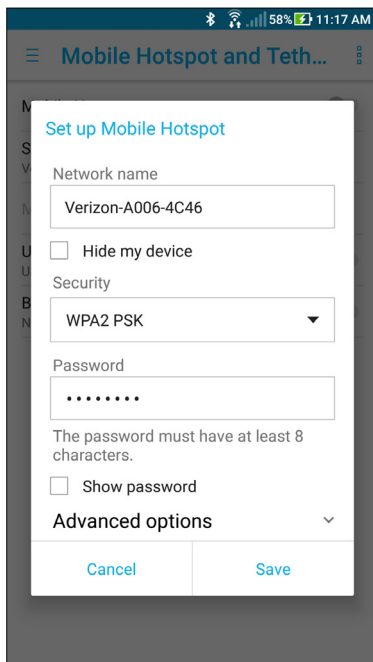 58% 11:17 AM
Mobile Hotspot and Teth...
Set up Mobile Hotspot
Network name
Verizon-A006-4C46
Hide my device
Security
WPA2 PSK
Password
••••••••
The password must have at least 8
characters.
Show password
Advanced options
Cancel Save